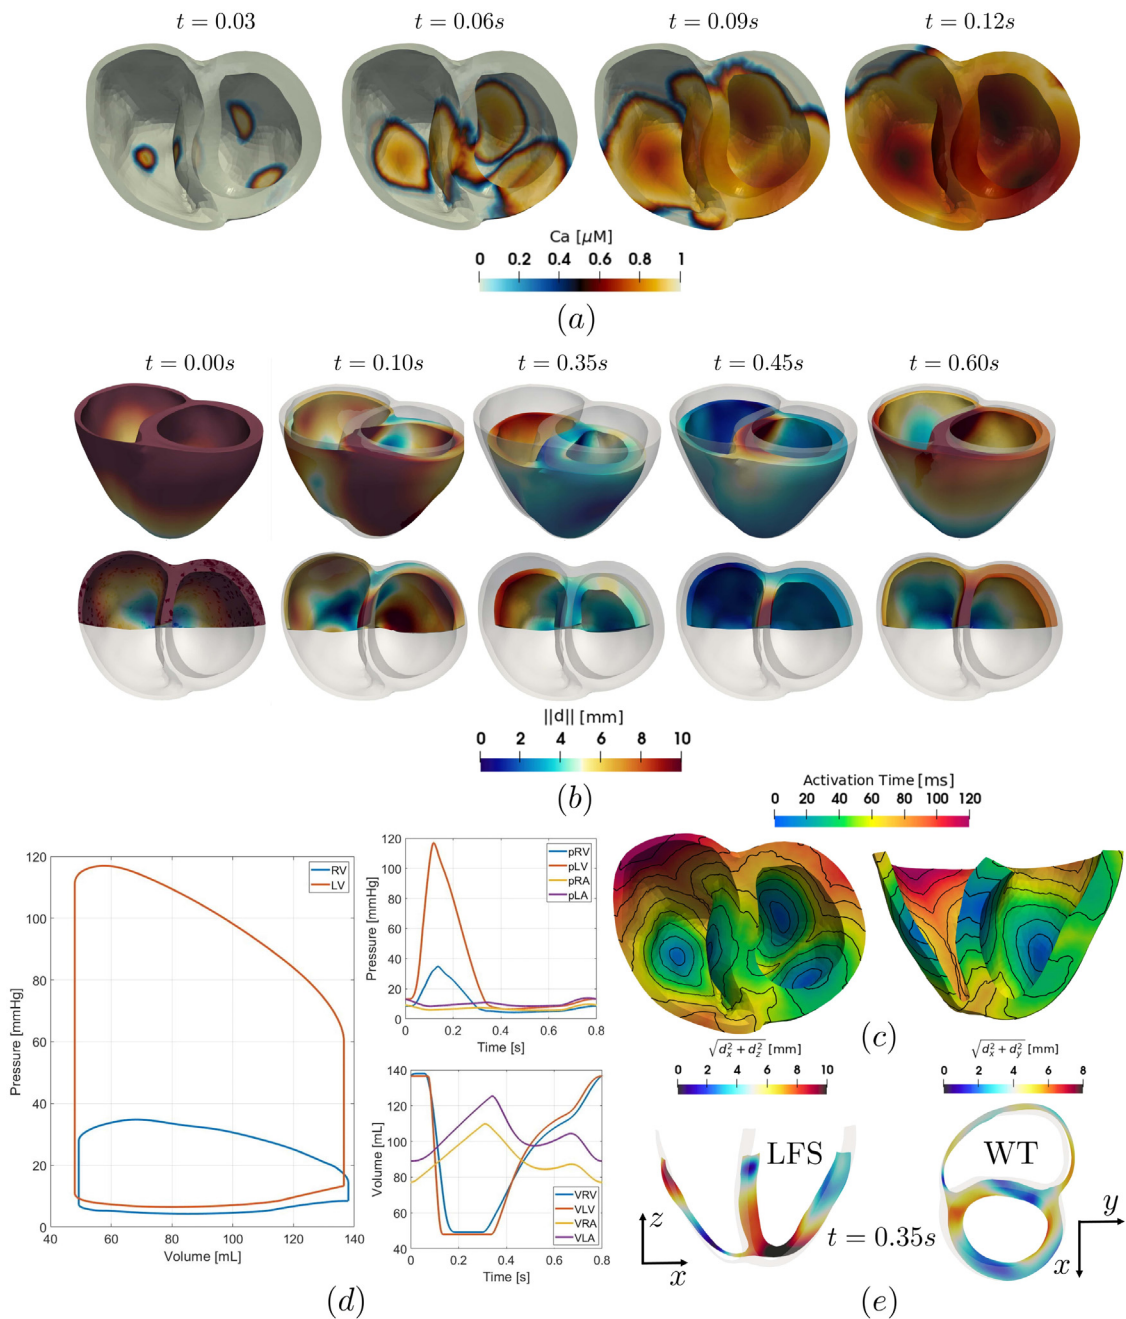 t = 0.03 t = 0.06s t = 0.09s t = 0.12s
Ca [μM]
0 0.2 0.4 0.6 0.8 1
(a)
t = 0.00s t = 0.10s t = 0.35s t = 0.45s t = 0.60s
||d|| [mm]
0 2 4 6 8 10
(b)
Activation Time [ms]
0 20 40 60 80 100 120
(c)
120
100
80
60
40
20
0
Pressure [mmHg]
40 60 80 100 120 140
Volume [mL]
RV
LV
120
100
80
60
40
20
0
Pressure [mmHg]
0 0.2 0.4 0.6 0.8
Time [s]
pRV
pLV
pRA
pLA
140
120
100
80
60
40
Volume [mL]
0 0.2 0.4 0.6 0.8
Time [s]
VRV
VLV
VRA
VLA
(d)
√d_x^2 + d_z^2 [mm]
0 2 4 6 8 10
LFS
z
x
t = 0.35s
√d_x^2 + d_y^2 [mm]
0 2 4 6 8
WT
y
x
(e)